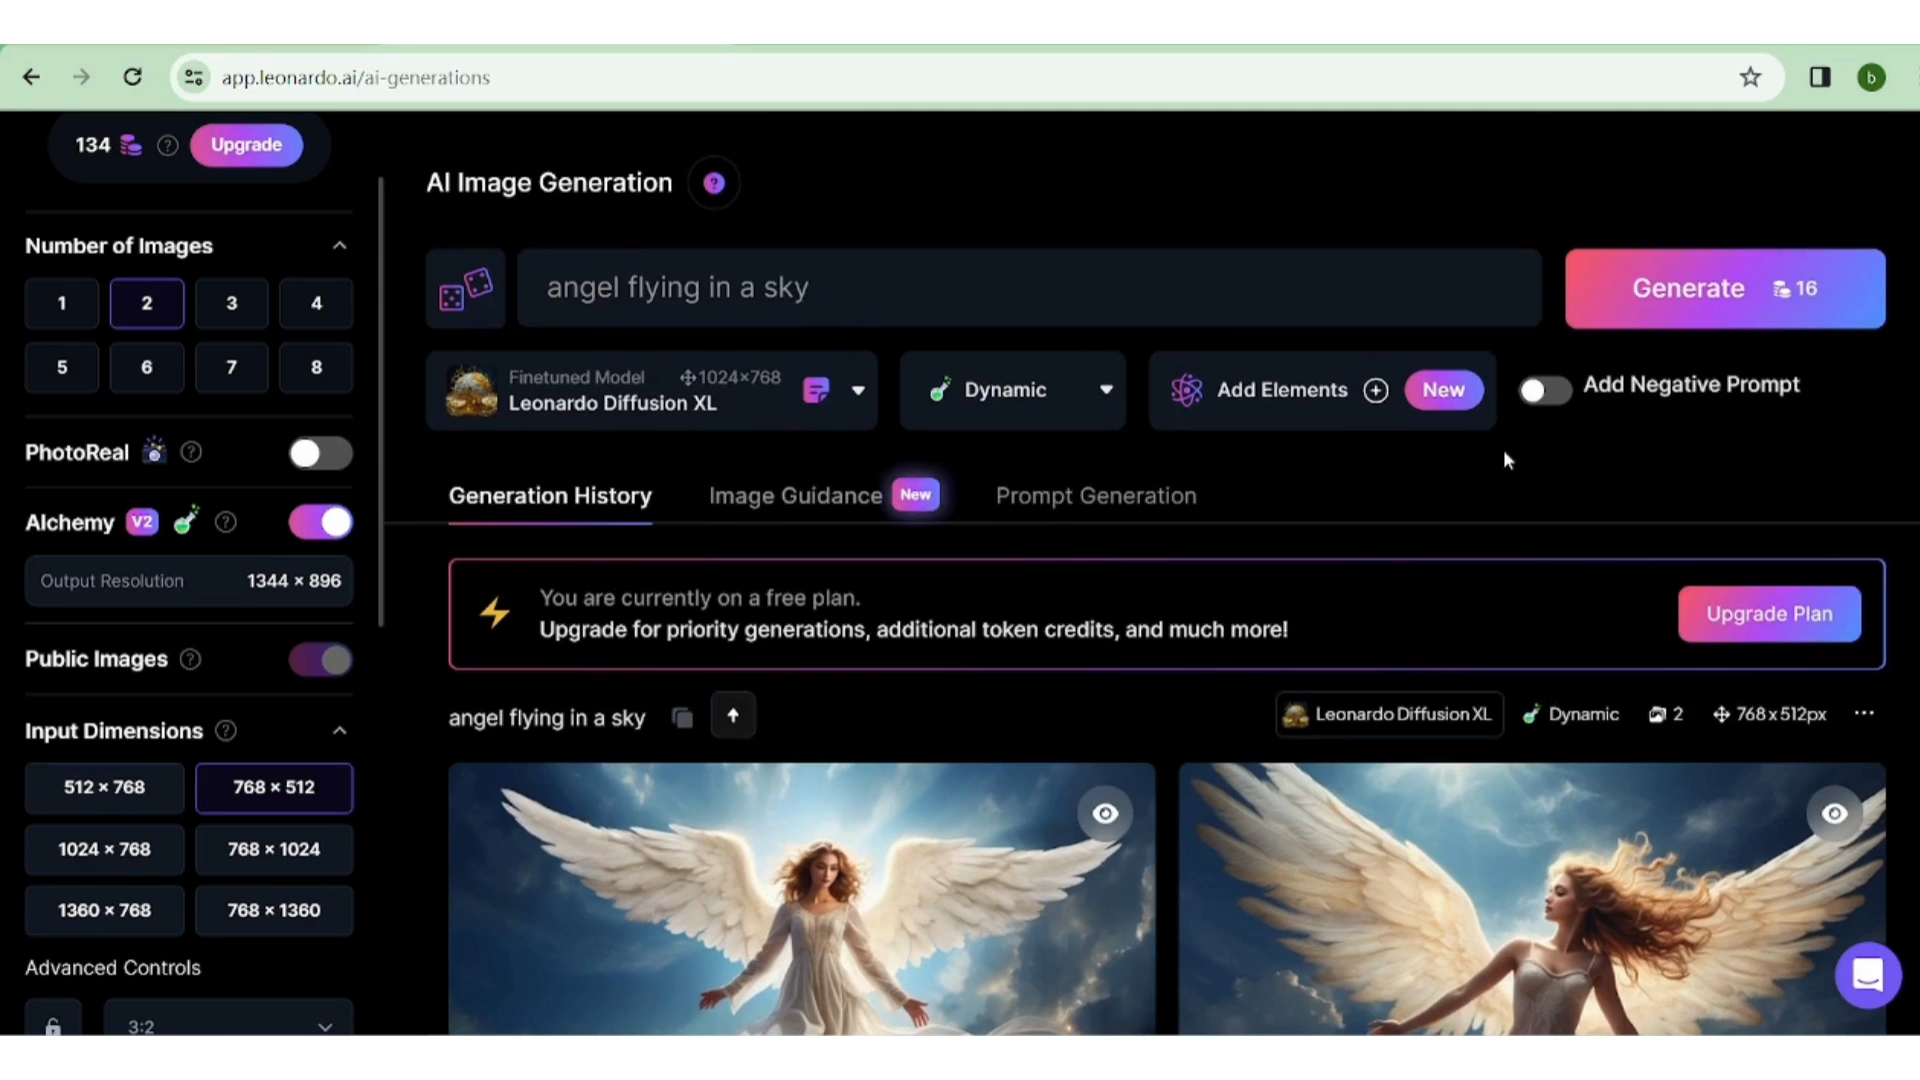 app.leonardo.ai/ai-generations
b
134 Upgrade
AI Image Generation ?
Number of Images
1 2 3 4
5 6 7 8
angel flying in a sky
Generate 16
Finetuned Model 1024×768
Leonardo Diffusion XL
Dynamic
Add Elements New
Add Negative Prompt
PhotoReal ?
Alchemy V2 ?
Output Resolution 1344 × 896
Public Images ?
Input Dimensions ?
512 × 768 768 × 512
1024 × 768 768 × 1024
1360 × 768 768 × 1360
Advanced Controls
3:2
Generation History Image Guidance New Prompt Generation
You are currently on a free plan.
Upgrade for priority generations, additional token credits, and much more!
Upgrade Plan
angel flying in a sky
Leonardo Diffusion XL Dynamic 2 768x512px